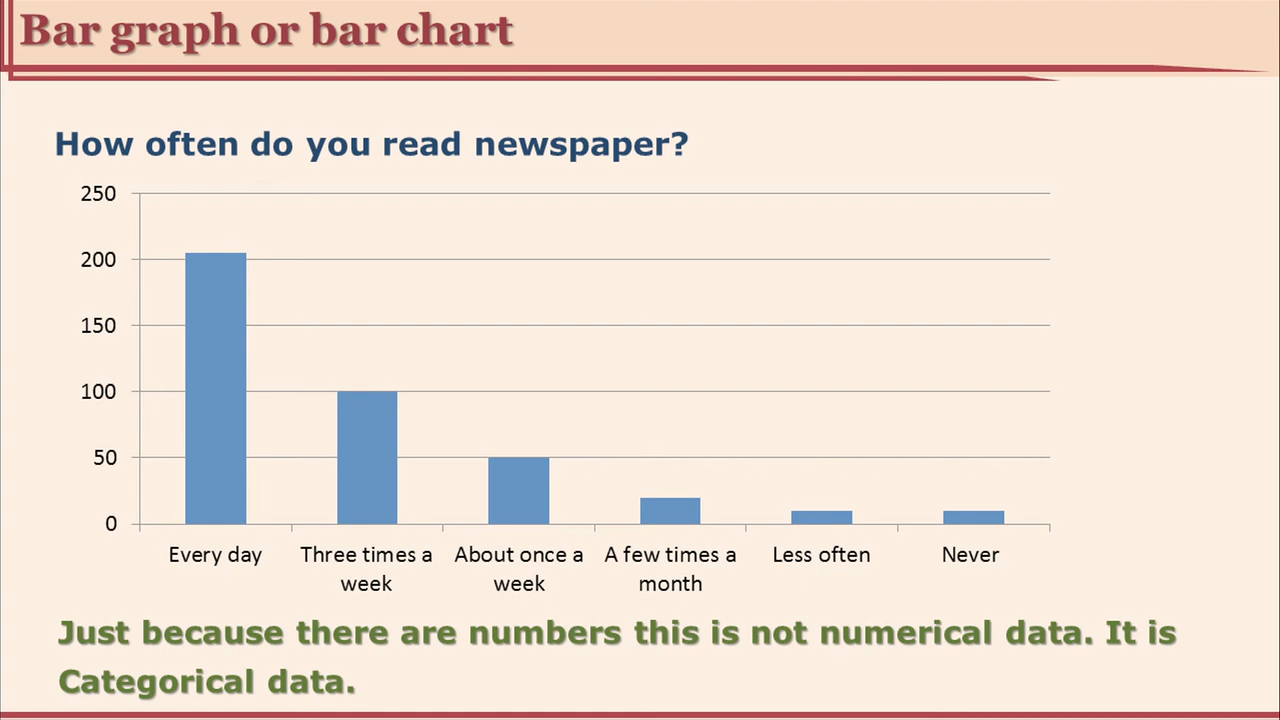 Bar graph or bar chart
How often do you read newspaper?
250
200
150
100
50
0
Every day
Three times a week
About once a week
A few times a month
Less often
Never
Just because there are numbers this is not numerical data. It is
Categorical data.